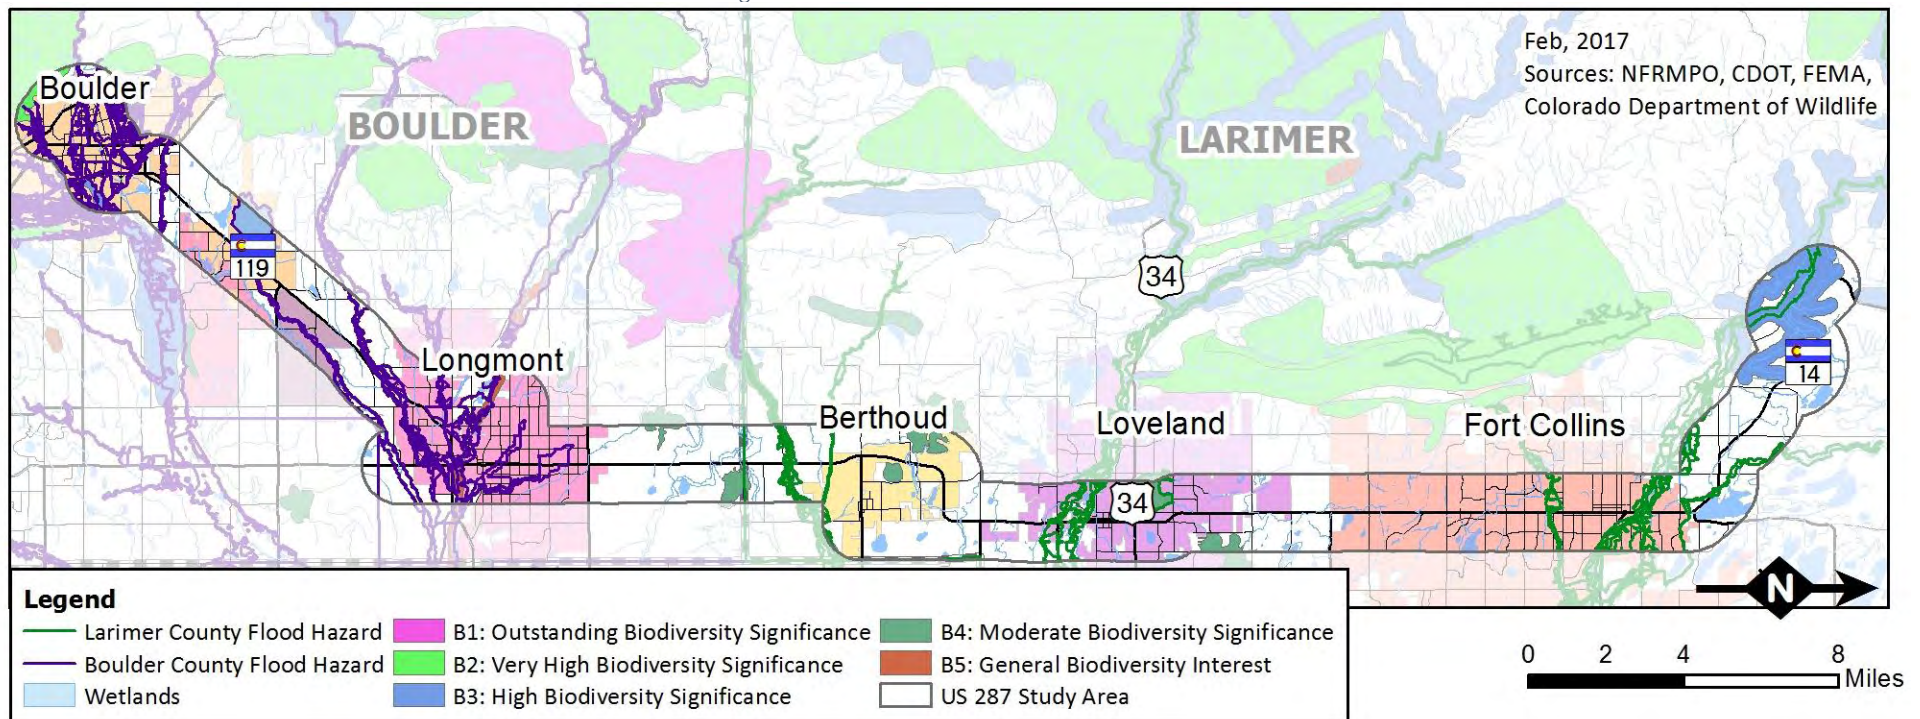 Feb, 2017
Sources: NFRMPO, CDOT, FEMA,
Colorado Department of Wildlife
Boulder
BOULDER
LARIMER
119
34
14
Longmont
Berthoud
Loveland
Fort Collins
34
N
Legend
Larimer County Flood Hazard
Boulder County Flood Hazard
Wetlands
B1: Outstanding Biodiversity Significance
B2: Very High Biodiversity Significance
B3: High Biodiversity Significance
B4: Moderate Biodiversity Significance
B5: General Biodiversity Interest
US 287 Study Area
0 2 4 8
Miles